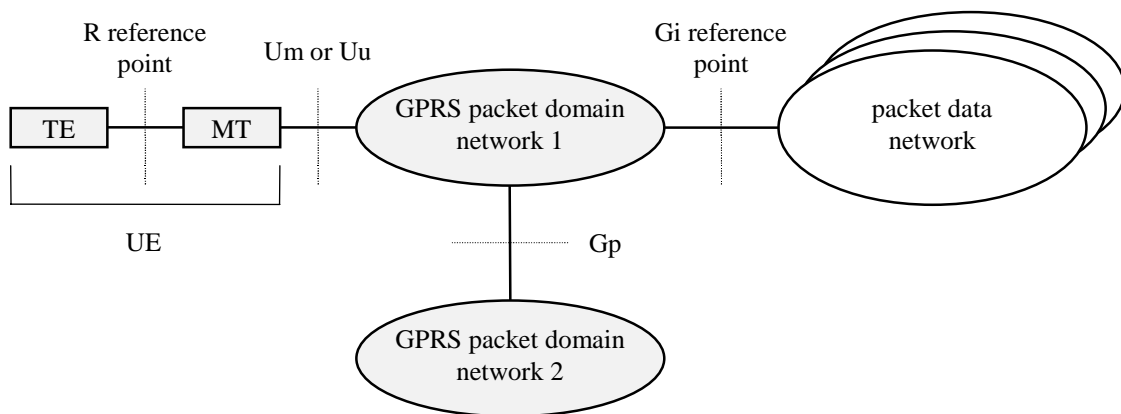 R reference
point
Um or Uu
Gi reference
point
TE
MT
GPRS packet domain
network 1
packet data
network
UE
Gp
GPRS packet domain
network 2